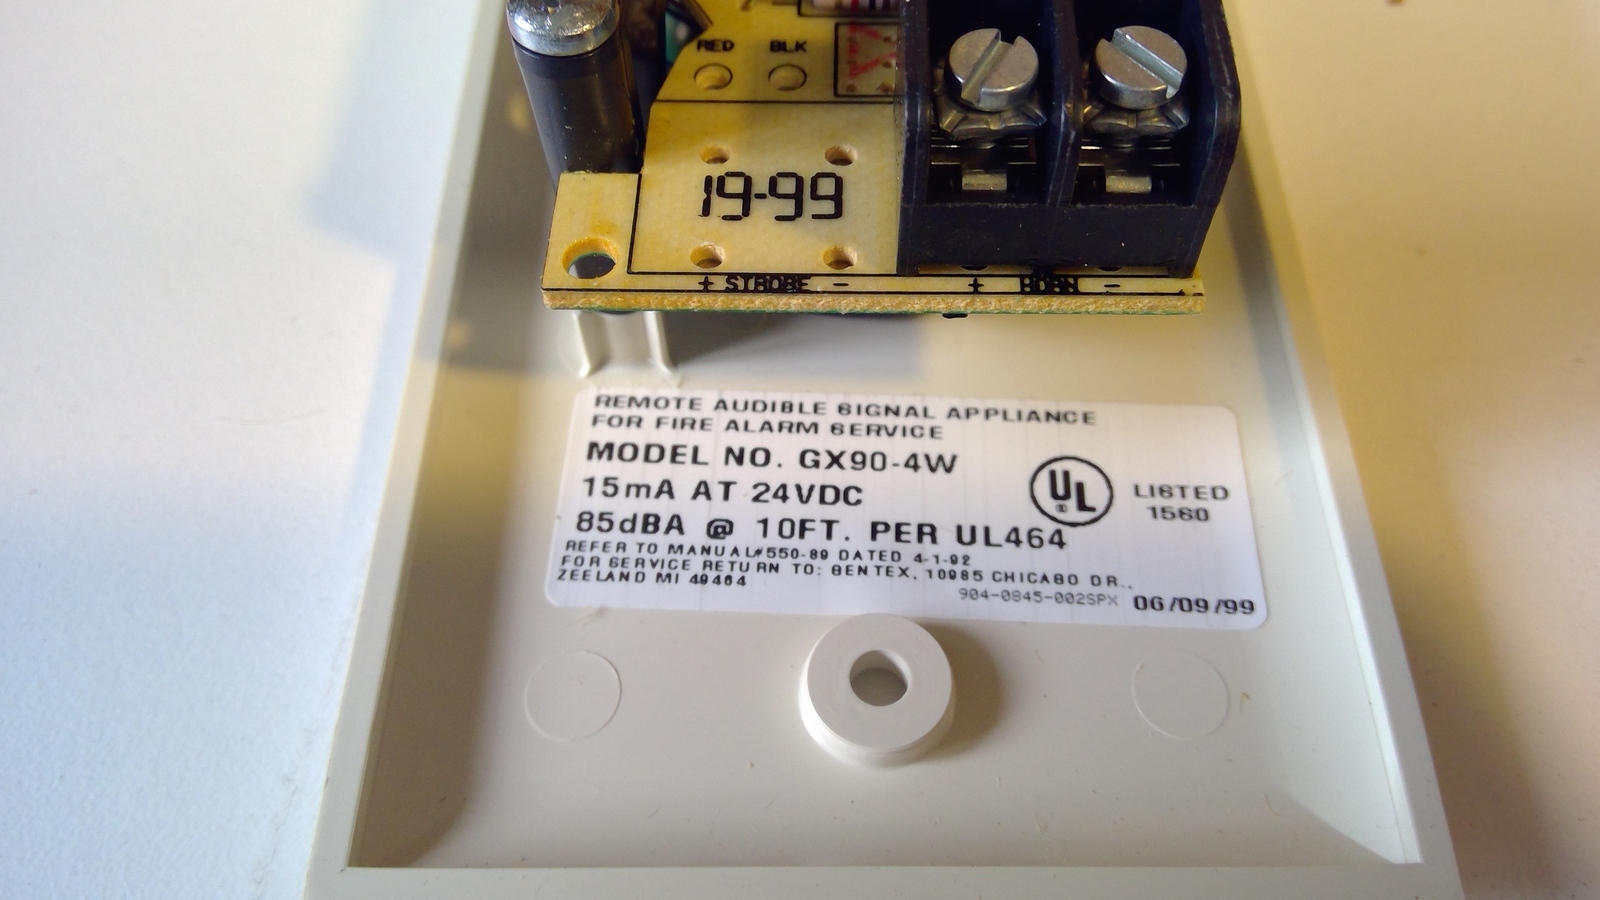 RED BLK
19-99
+ STROBE - + HORN -
REMOTE AUDIBLE SIGNAL APPLIANCE
FOR FIRE ALARM SERVICE
MODEL NO. GX90-4W
15mA AT 24VDC
85dBA @ 10FT. PER UL464
UL ® LISTED
1560
REFER TO MANUAL#550-89 DATED 4-1-92
FOR SERVICE RETURN TO: GENTEX, 10985 CHICAGO DR.,
ZEELAND MI 49464
904-0845-002SPX 06/09/99